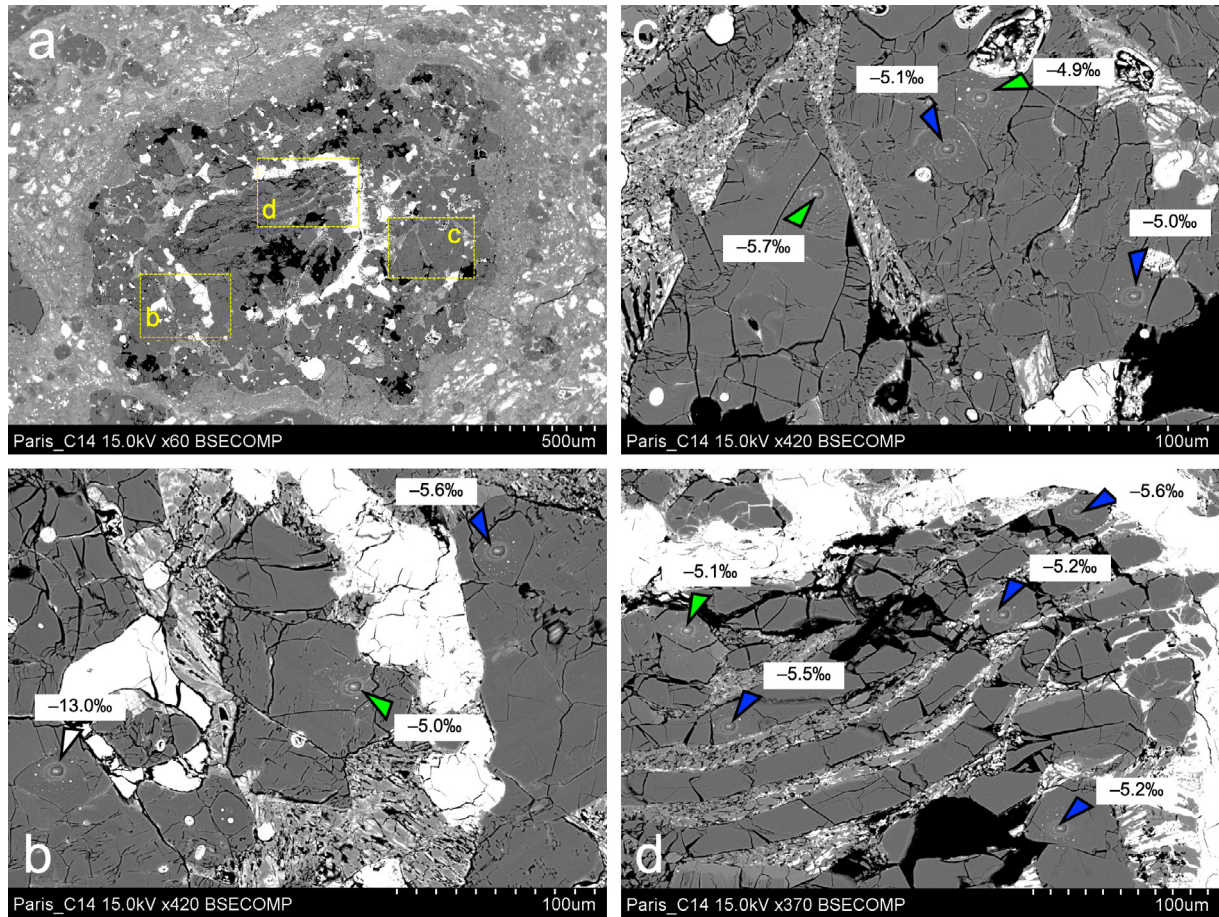 a
d
c
b
Paris_C14 15.0kV x60 BSECOMP
500um
c
–5.1‰
–4.9‰
–5.7‰
–5.0‰
Paris_C14 15.0kV x420 BSECOMP
100um
–5.6‰
–13.0‰
–5.0‰
b
Paris_C14 15.0kV x420 BSECOMP
100um
–5.6‰
–5.1‰
–5.2‰
–5.5‰
–5.2‰
d
Paris_C14 15.0kV x370 BSECOMP
100um